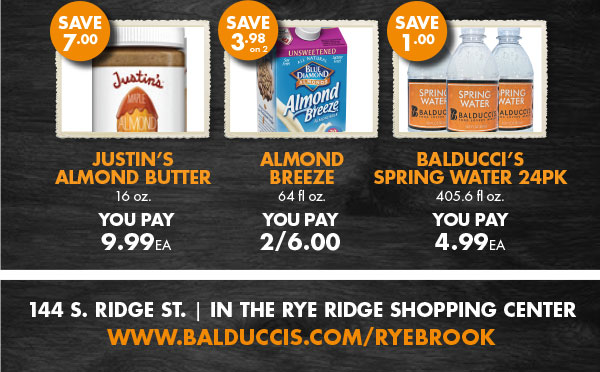 SAVE
7.00
SAVE
3.98
on 2
SAVE
1.00
Justin's
MAPLE
ALMOND
UNSWEETENED
ALL NATURAL
BLUE DIAMOND
ALMONDS
Almond
Breeze
SPRING
WATER
SPRING
WATER
SPRING
WATER
BALDUCCI'S
JUSTIN'S
ALMOND BUTTER
16 oz.
YOU PAY
9.99EA
ALMOND
BREEZE
64 fl oz.
YOU PAY
2/6.00
BALDUCCI'S
SPRING WATER 24PK
405.6 fl oz.
YOU PAY
4.99EA
144 S. RIDGE ST. | IN THE RYE RIDGE SHOPPING CENTER
WWW.BALDUCCIS.COM/RYEBROOK